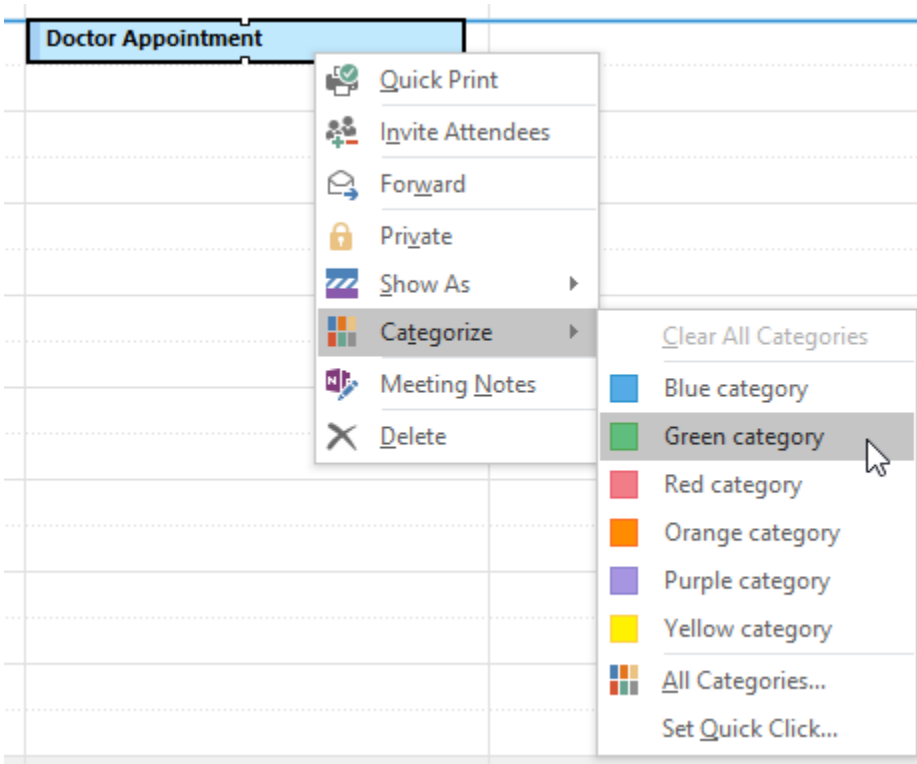 Doctor Appointment
Quick Print
Invite Attendees
Forward
Private
Show As
Categorize
Meeting Notes
Delete
Clear All Categories
Blue category
Green category
Red category
Orange category
Purple category
Yellow category
All Categories...
Set Quick Click...